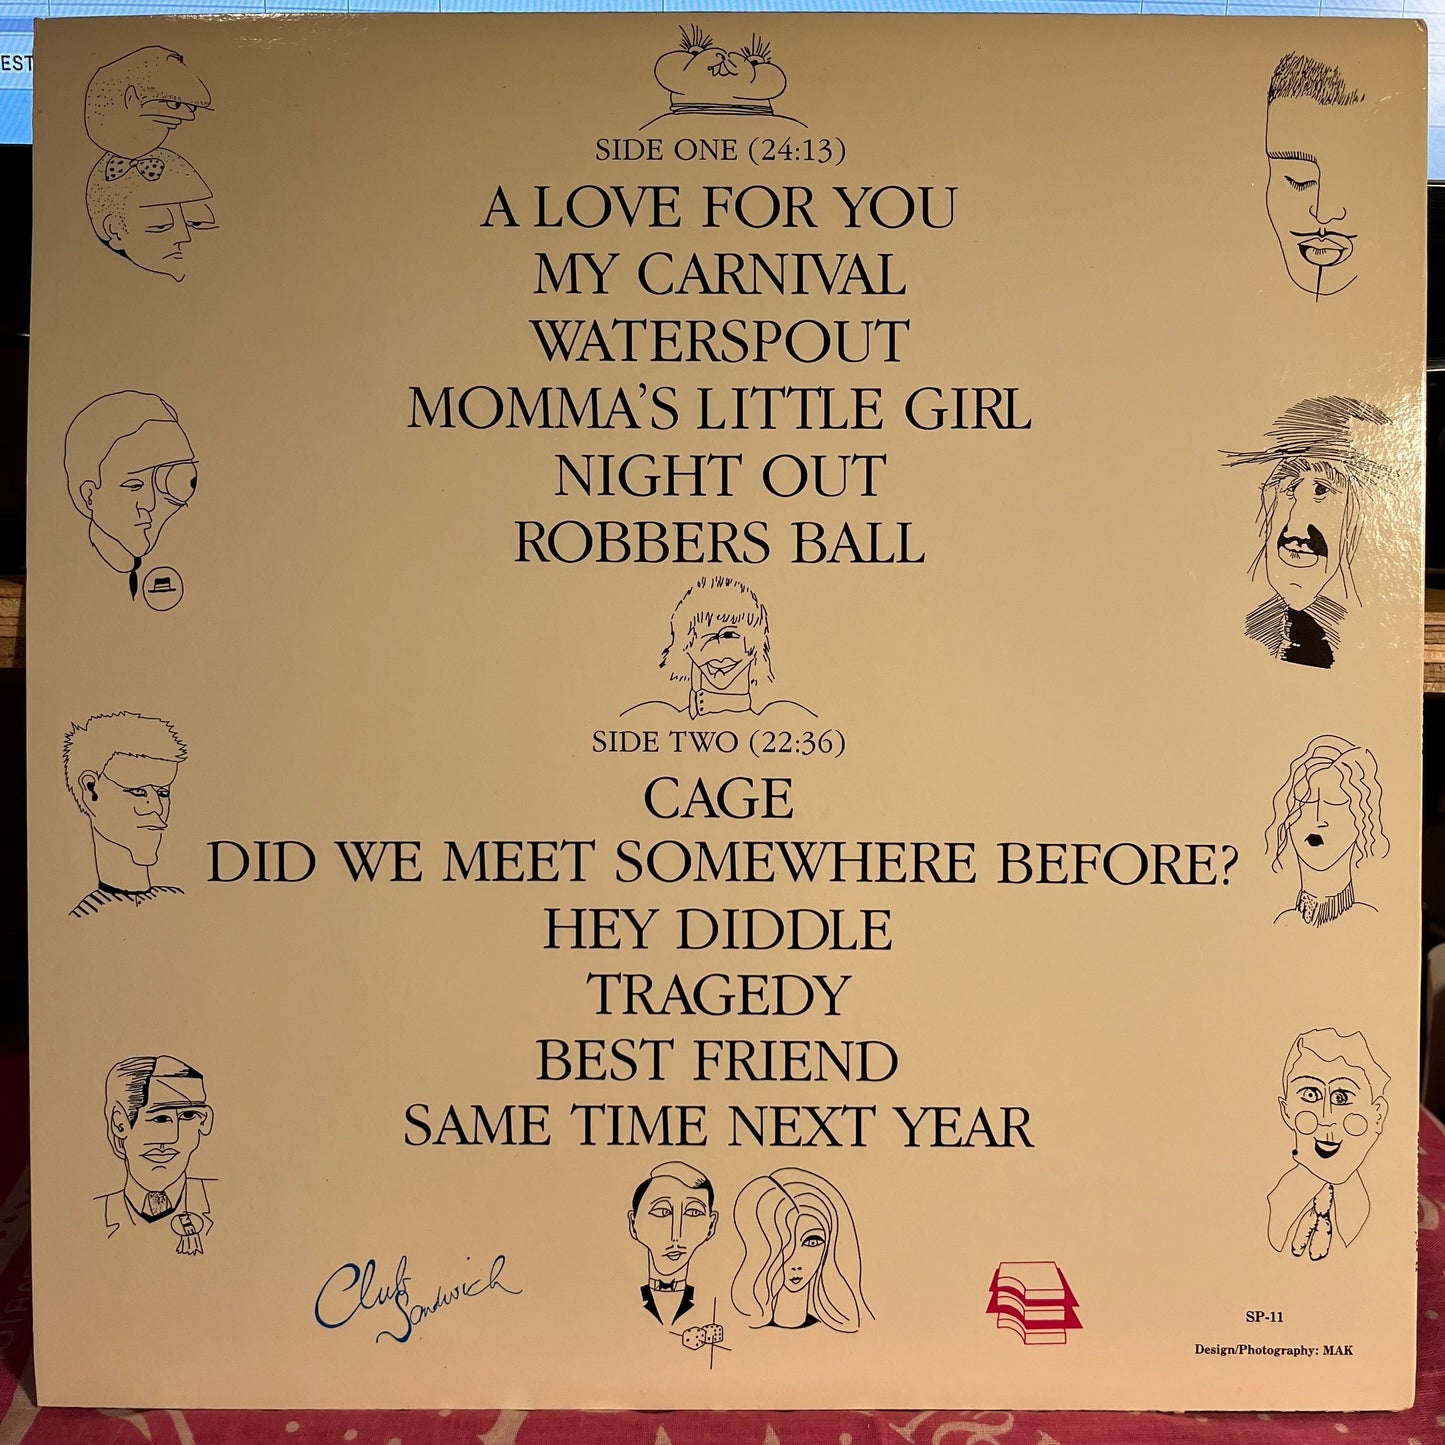 EST
SIDE ONE (24:13)
A LOVE FOR YOU
MY CARNIVAL
WATERSPOUT
MOMMA'S LITTLE GIRL
NIGHT OUT
ROBBERS BALL
SIDE TWO (22:36)
CAGE
DID WE MEET SOMEWHERE BEFORE?
HEY DIDDLE
TRAGEDY
BEST FRIEND
SAME TIME NEXT YEAR
Club
Sandwich
SP-11
Design/Photography: MAK